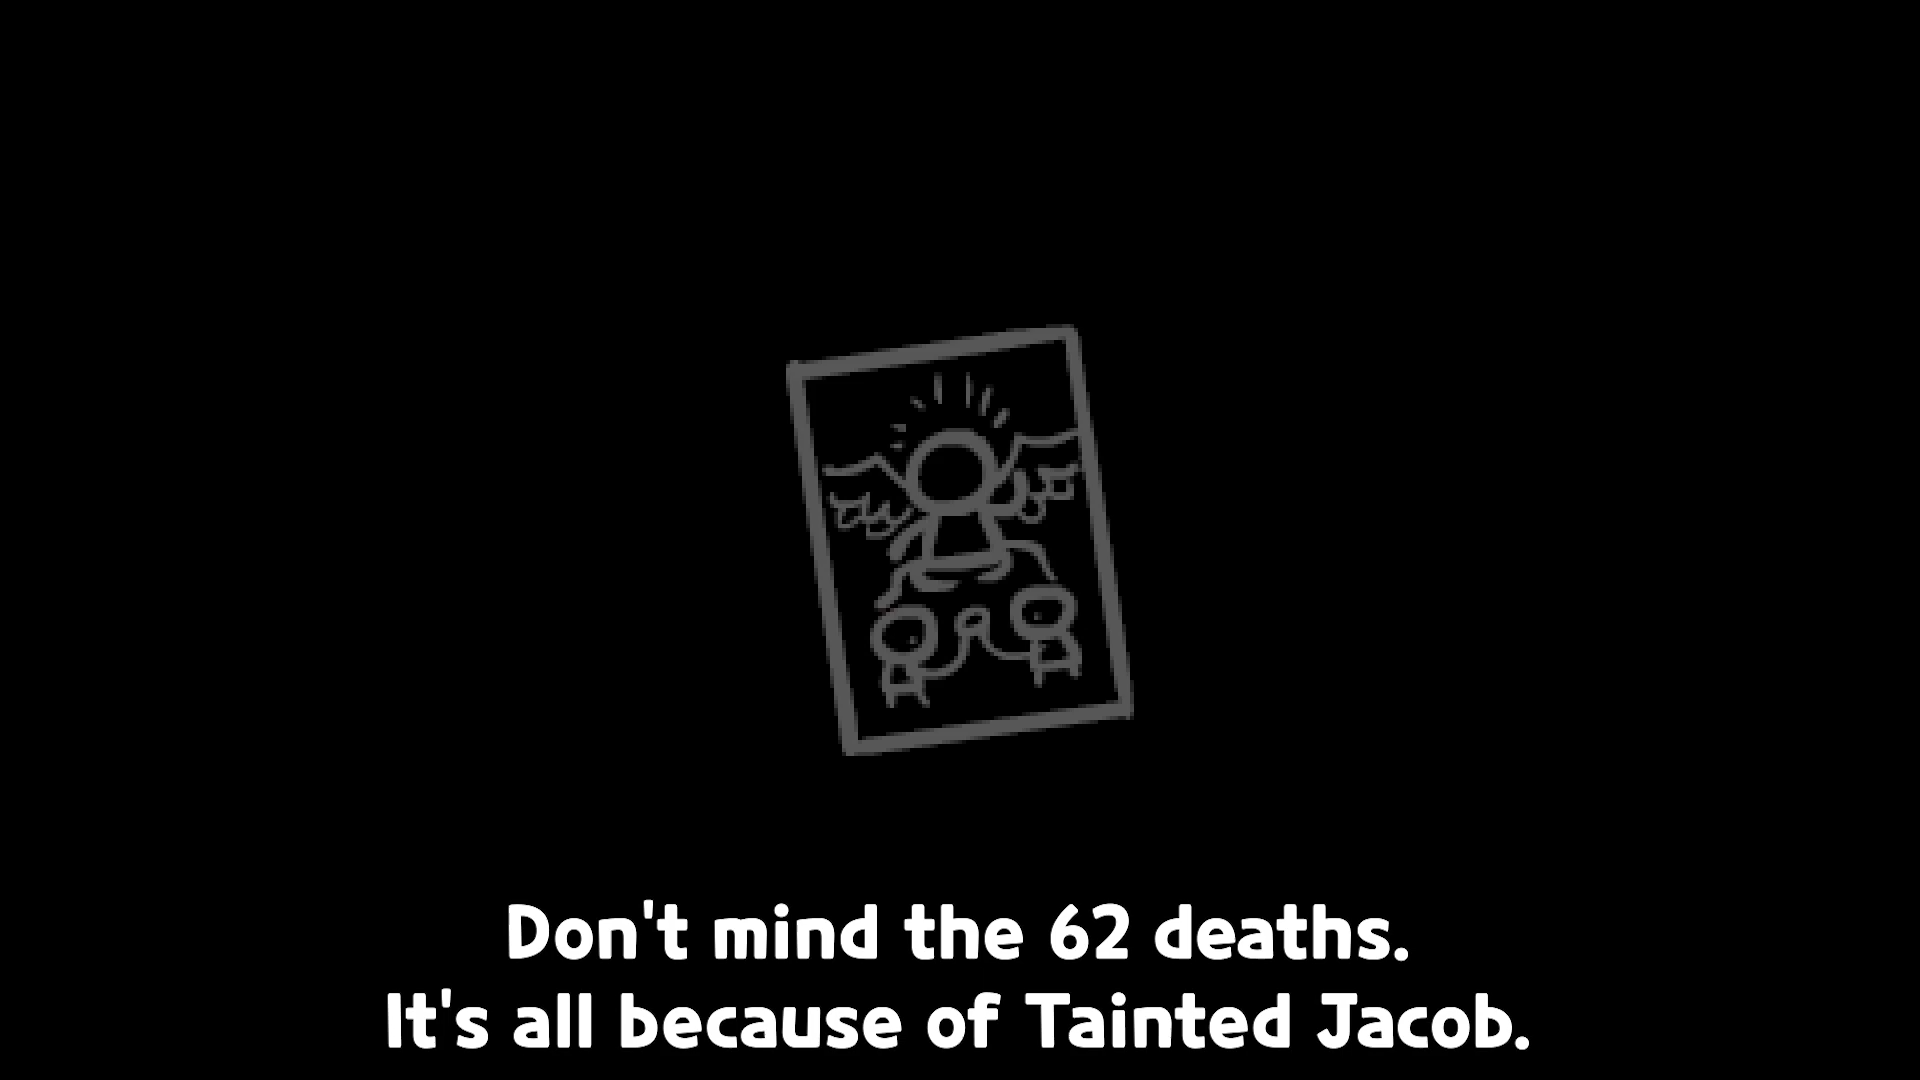 Don't mind the 62 deaths.
It's all because of Tainted Jacob.